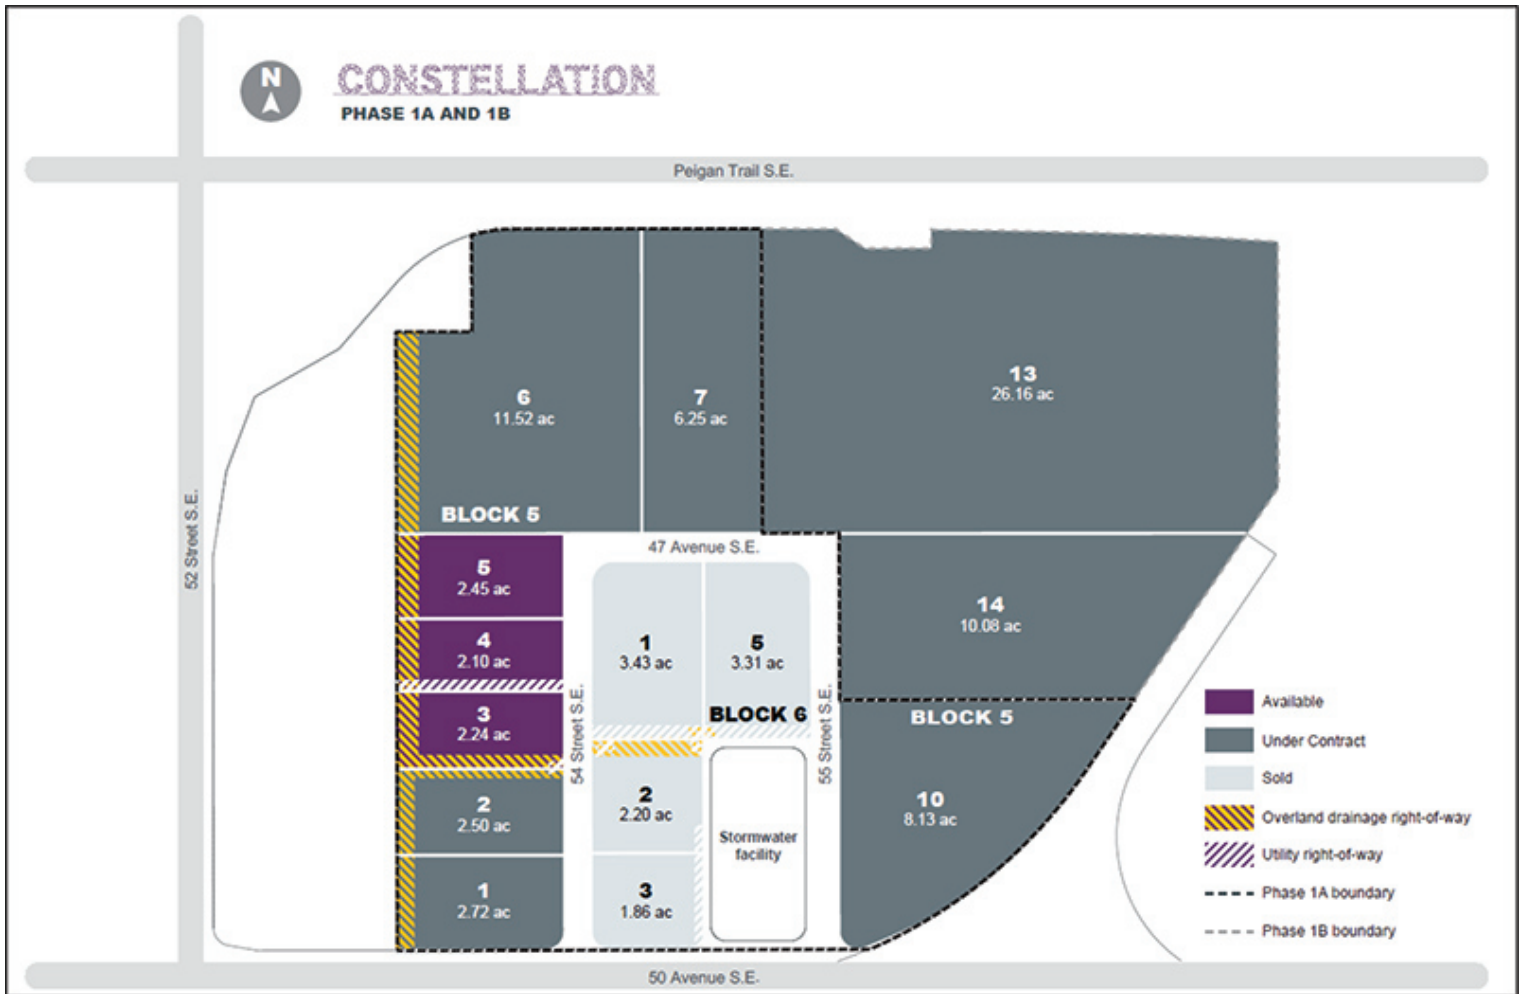 N
CONSTELLATION
PHASE 1A AND 1B
Peigan Trail S.E.
52 Street S.E.
6
11.52 ac
7
6.25 ac
13
26.16 ac
BLOCK 5
47 Avenue S.E.
5
2.45 ac
4
2.10 ac
3
2.24 ac
2
2.50 ac
1
2.72 ac
54 Street S.E.
1
3.43 ac
5
3.31 ac
BLOCK 6
2
2.20 ac
3
1.86 ac
Stormwater
facility
55 Street S.E.
14
10.08 ac
BLOCK 5
10
8.13 ac
Available
Under Contract
Sold
Overland drainage right-of-way
Utility right-of-way
Phase 1A boundary
Phase 1B boundary
50 Avenue S.E.